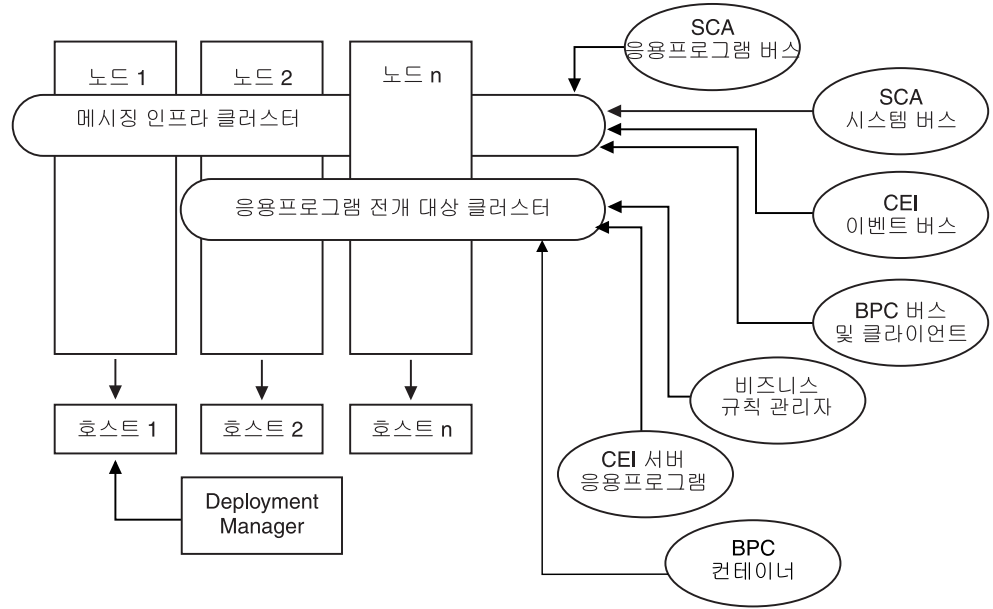 노드 1
노드 2
노드 n
메시징 인프라 클러스터
응용프로그램 전개 대상 클러스터
호스트 1
호스트 2
호스트 n
Deployment
Manager
SCA
응용프로그램 버스
SCA
시스템 버스
CEI
이벤트 버스
BPC 버스
및 클라이언트
비즈니스
규칙 관리자
CEI 서버
응용프로그램
BPC
컨테이너